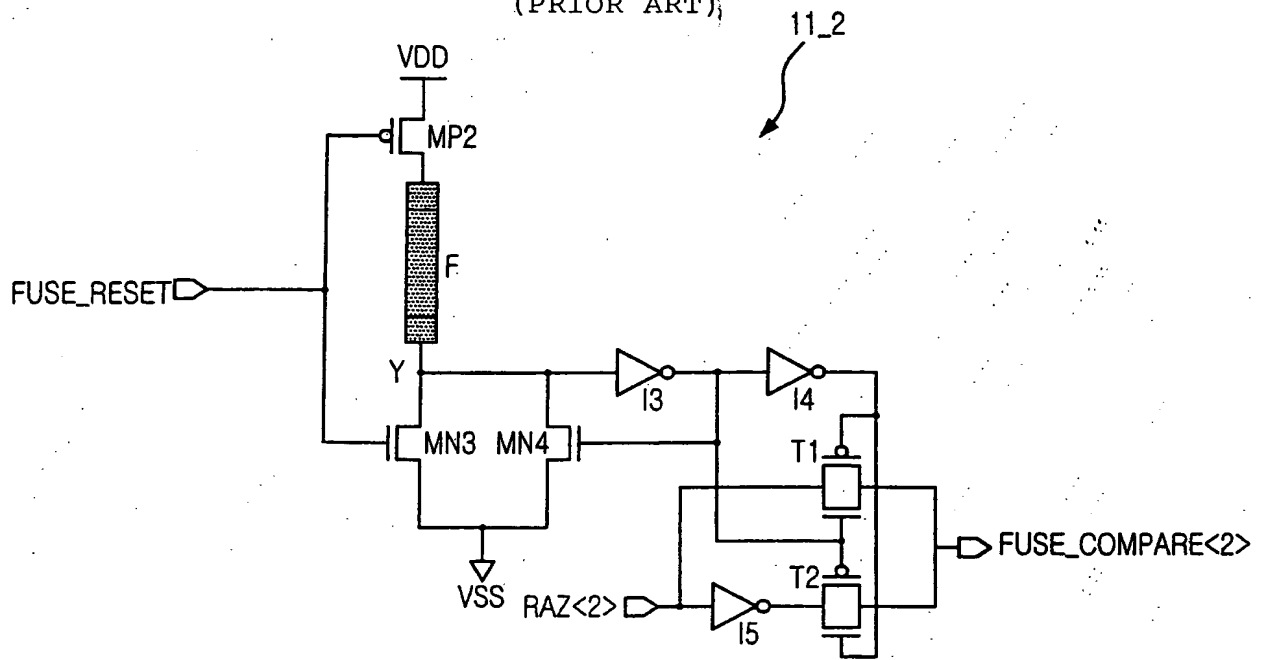 (PRIOR ART)
11_2
VDD
MP2
F
FUSE_RESET
Y
I3
I4
MN3
MN4
T1
FUSE_COMPARE<2>
T2
VSS
RAZ<2>
I5